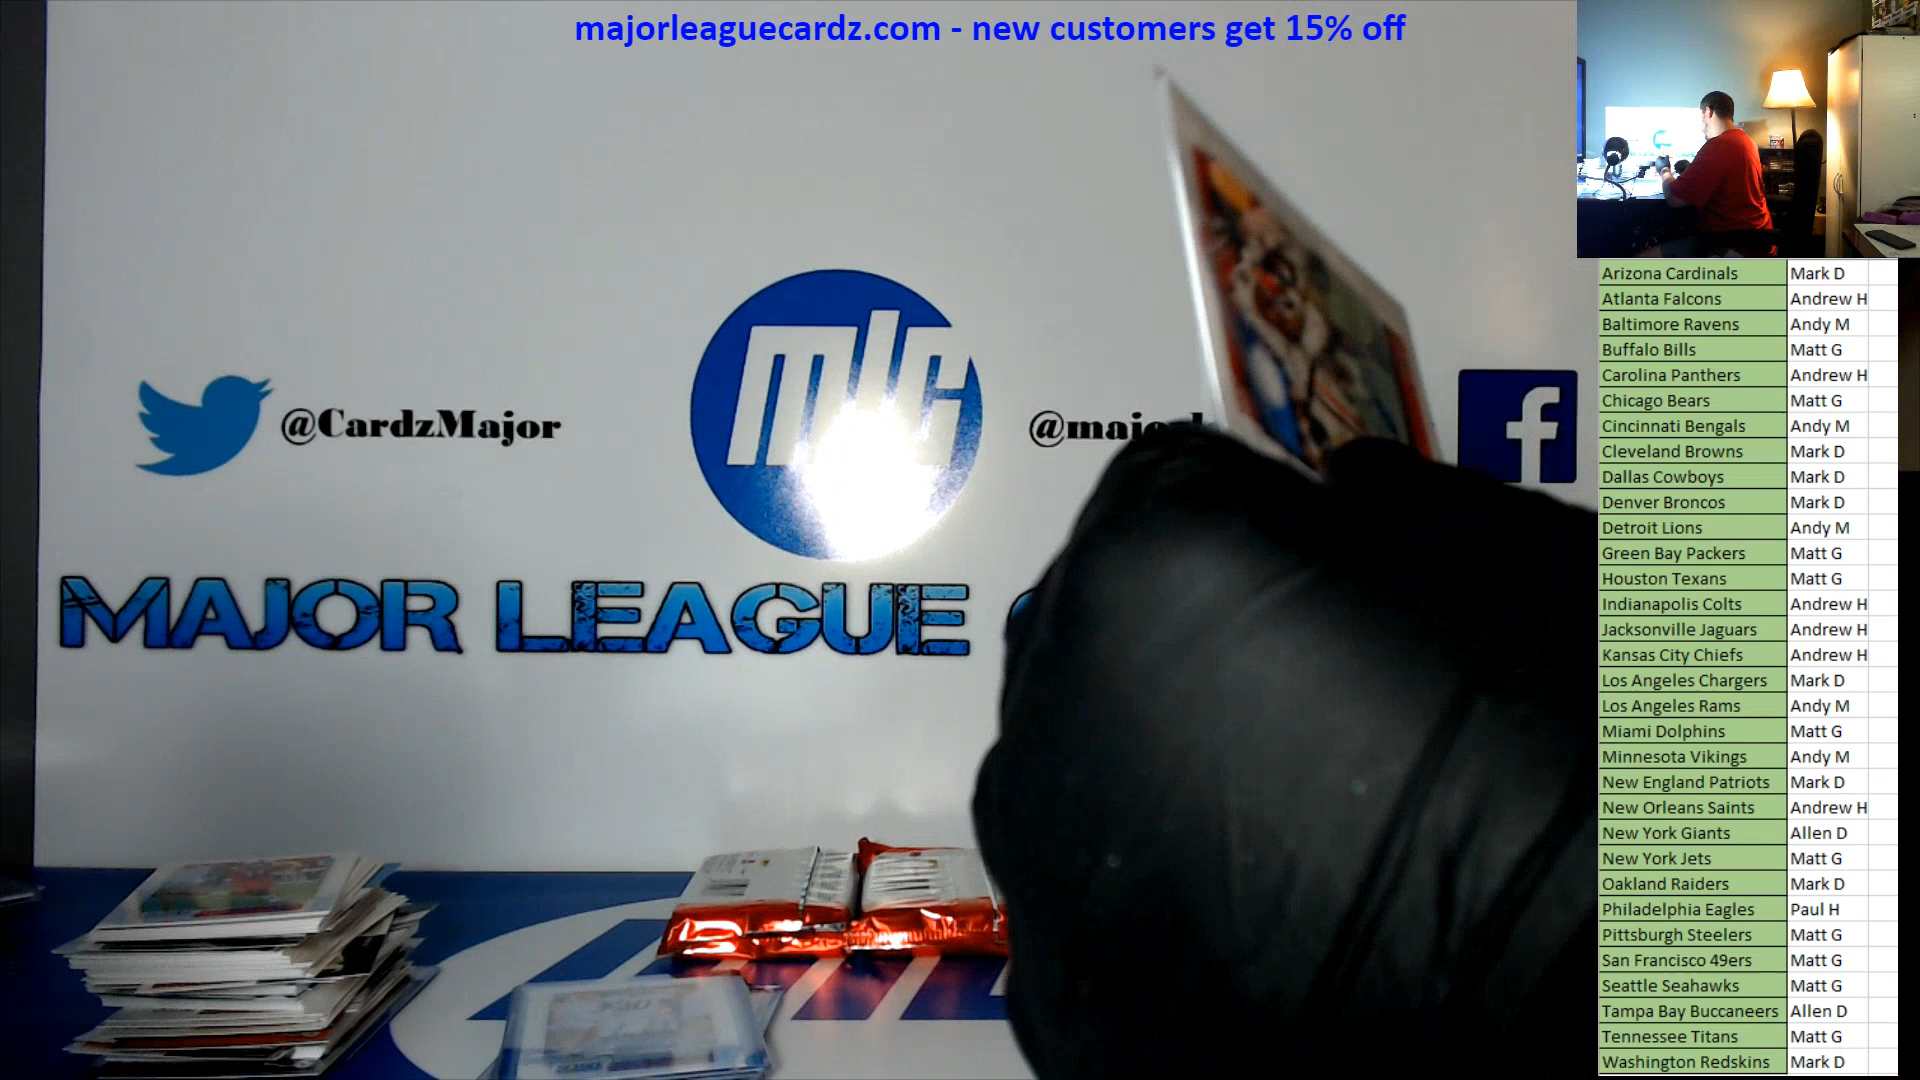 majorleaguecardz.com - new customers get 15% off
@CardzMajor
mlc
@majorl
f
MAJOR LEAGUE
Arizona Cardinals Mark D
Atlanta Falcons Andrew H
Baltimore Ravens Andy M
Buffalo Bills Matt G
Carolina Panthers Andrew H
Chicago Bears Matt G
Cincinnati Bengals Andy M
Cleveland Browns Mark D
Dallas Cowboys Mark D
Denver Broncos Mark D
Detroit Lions Andy M
Green Bay Packers Matt G
Houston Texans Matt G
Indianapolis Colts Andrew H
Jacksonville Jaguars Andrew H
Kansas City Chiefs Andrew H
Los Angeles Chargers Mark D
Los Angeles Rams Andy M
Miami Dolphins Matt G
Minnesota Vikings Andy M
New England Patriots Mark D
New Orleans Saints Andrew H
New York Giants Allen D
New York Jets Matt G
Oakland Raiders Mark D
Philadelphia Eagles Paul H
Pittsburgh Steelers Matt G
San Francisco 49ers Matt G
Seattle Seahawks Matt G
Tampa Bay Buccaneers Allen D
Tennessee Titans Matt G
Washington Redskins Mark D